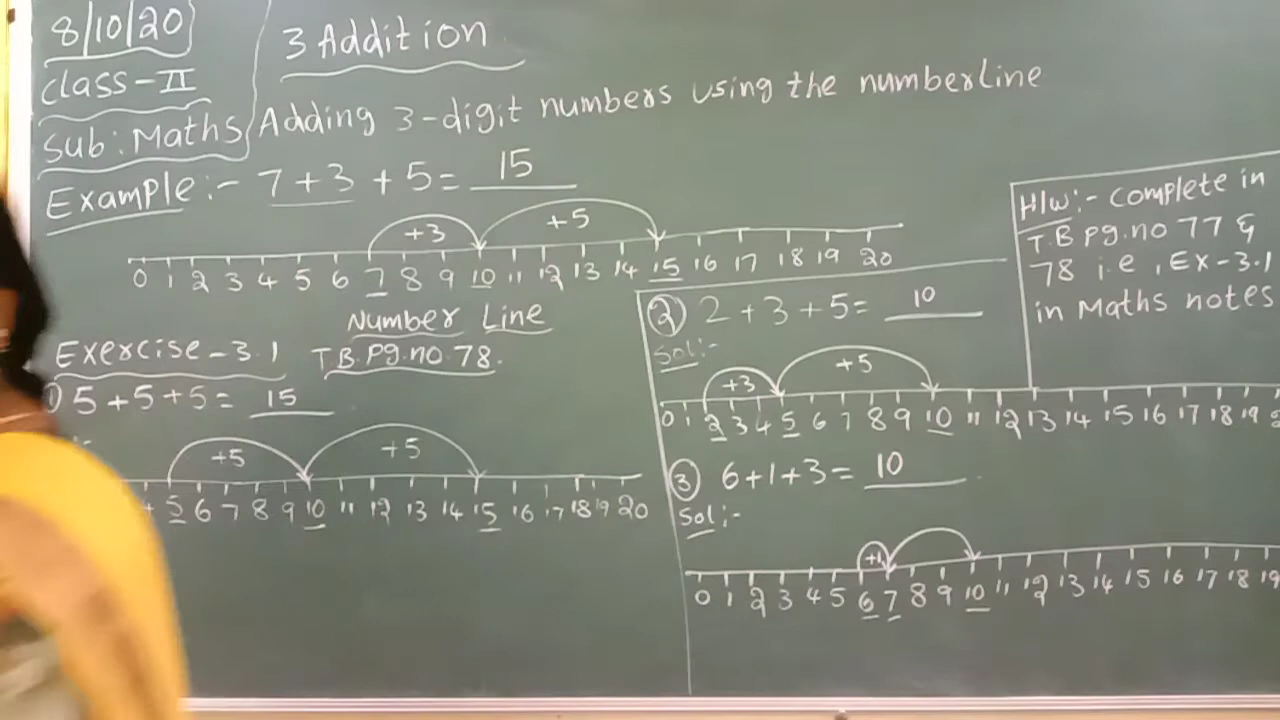 8/10/20
Class-II
Sub: Maths
3 Addition
Adding 3-digit numbers using the numberline
Example:- 7+3+5= 15
+3 +5
0 1 2 3 4 5 6 7 8 9 10 11 12 13 14 15 16 17 18 19 20
Number Line
Exercise-3.1 T.B.Pg.no.78.
1) 5+5+5= 15
+5 +5
5 6 7 8 9 10 11 12 13 14 15 16 17 18 19 20
② 2+3+5= 10
Sol:-
+3 +5
0 1 2 3 4 5 6 7 8 9 10 11 12 13 14 15 16 17 18 19
③ 6+1+3= 10
Sol:-
+1
0 1 2 3 4 5 6 7 8 9 10 11 12 13 14 15 16 17 18 19
H/W:- Complete in
T.B Pg.no 77 &
78 i.e, Ex-3.1
in Maths notes